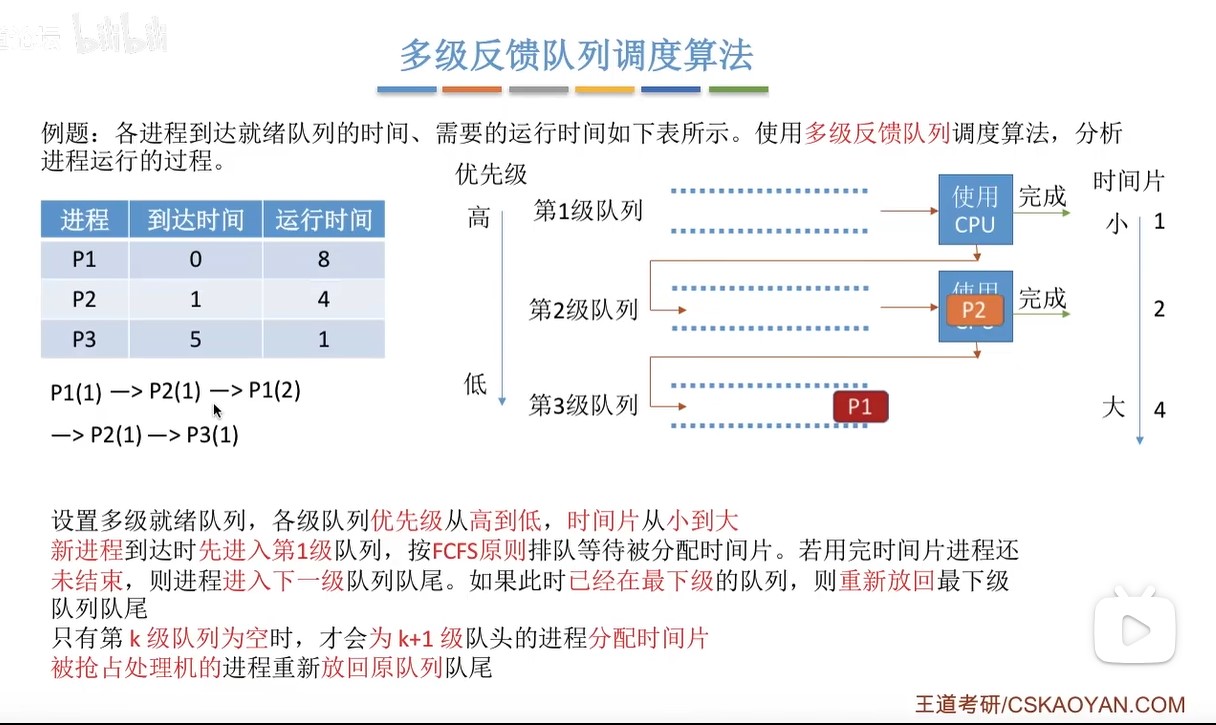 多级反馈队列调度算法
例题：各进程到达就绪队列的时间、需要的运行时间如下表所示。使用多级反馈队列调度算法，分析
进程运行的过程。
进程 到达时间 运行时间
P1 0 8
P2 1 4
P3 5 1
P1(1) —> P2(1) —> P1(2)
—> P2(1) —> P3(1)
优先级
高
低
第1级队列
使用
CPU
完成
第2级队列
P2
完成
第3级队列
P1
时间片
小 1
2
大 4
设置多级就绪队列，各级队列优先级从高到低，时间片从小到大
新进程到达时先进入第1级队列，按FCFS原则排队等待被分配时间片。若用完时间片进程还
未结束，则进程进入下一级队列队尾。如果此时已经在最下级的队列，则重新放回最下级
队列队尾
只有第 k 级队列为空时，才会为 k+1 级队头的进程分配时间片
被抢占处理机的进程重新放回原队列队尾
王道考研/CSKAOYAN.COM